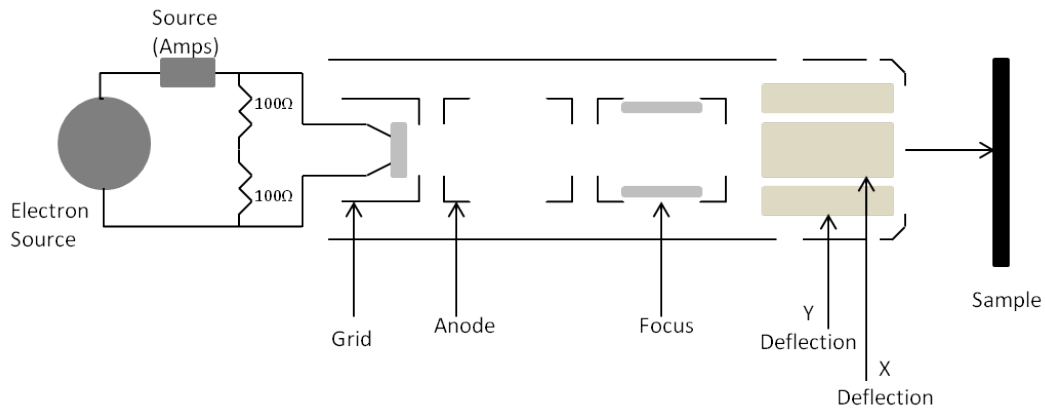 Source
(Amps)
100Ω
100Ω
Electron
Source
Grid
Anode
Focus
Y
Deflection
X
Deflection
Sample